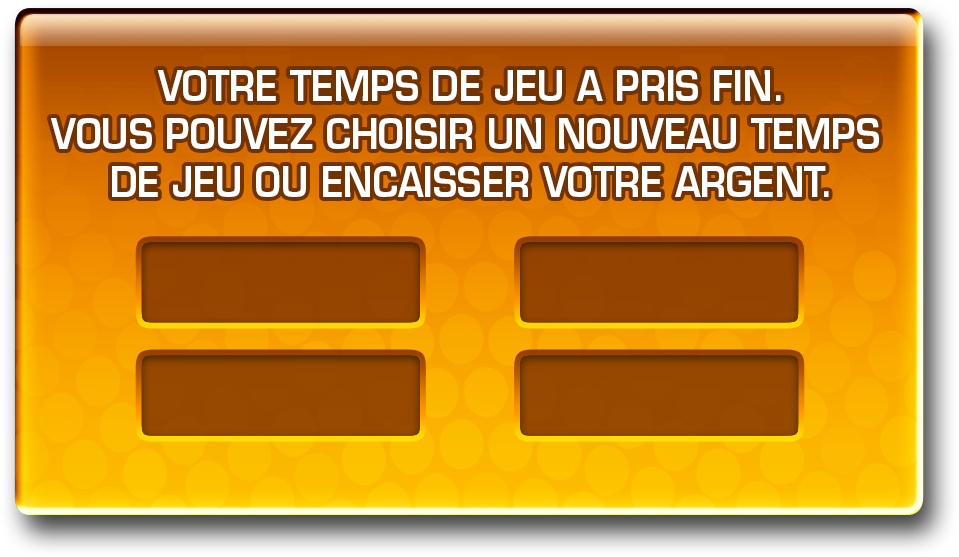 VOTRE TEMPS DE JEU A PRIS FIN.
VOUS POUVEZ CHOISIR UN NOUVEAU TEMPS
DE JEU OU ENCAISSER VOTRE ARGENT.